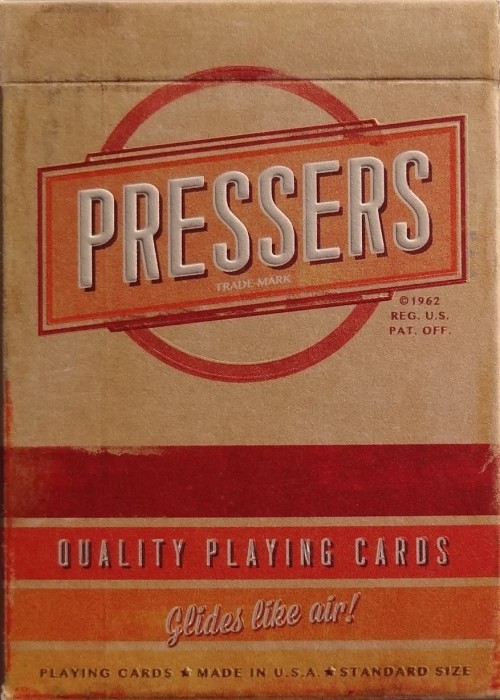 PRESSERS
TRADE-MARK
©1962
REG. U.S.
PAT. OFF.
QUALITY PLAYING CARDS
Glides like air!
PLAYING CARDS ★ MADE IN U.S.A. ★ STANDARD SIZE